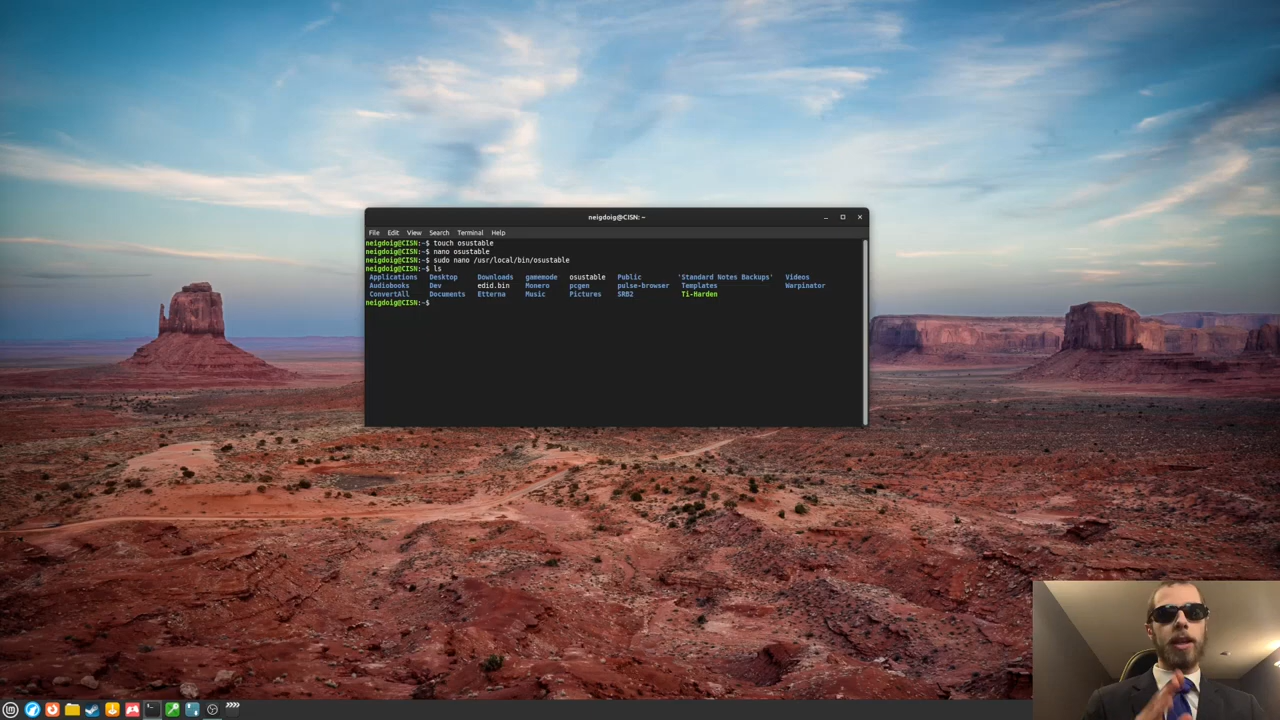 neigdoig@CISN: ~
File Edit View Search Terminal Help
neigdoig@CISN:~$ touch osustable
neigdoig@CISN:~$ nano osustable
neigdoig@CISN:~$ sudo nano /usr/local/bin/osustable
neigdoig@CISN:~$ ls
Applications Desktop Downloads gamemode osustable Public 'Standard Notes Backups' Videos
Audiobooks Dev edid.bin Monero pcgen pulse-browser Templates Warpinator
ConvertAll Documents Etterna Music Pictures SRB2 Ti-Harden
neigdoig@CISN:~$